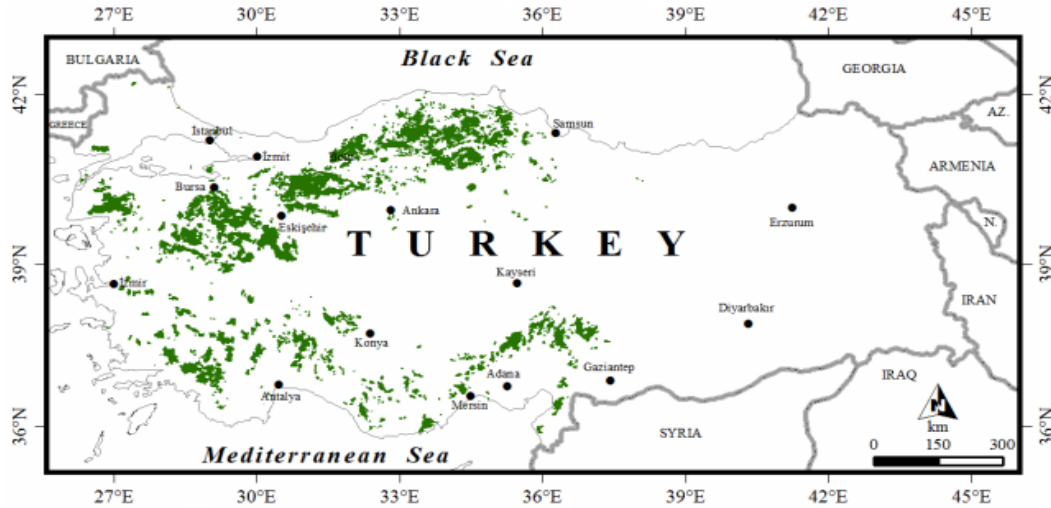 27°E 30°E 33°E 36°E 39°E 42°E 45°E
BULGARIA
Black Sea
GEORGIA
42°N
42°N
GREECE
İstanbul
Samsun
AZ.
İzmit
ARMENIA
Bursa
Ankara
Erzurum
N.
Eskişehir
TURKEY
39°N
39°N
Kayseri
İzmir
IRAN
Diyarbakır
Konya
Gaziantep
Adana
IRAQ
Antalya
Mersin
N
36°N
36°N
SYRIA
km
0 150 300
Mediterranean Sea
27°E 30°E 33°E 36°E 39°E 42°E 45°E